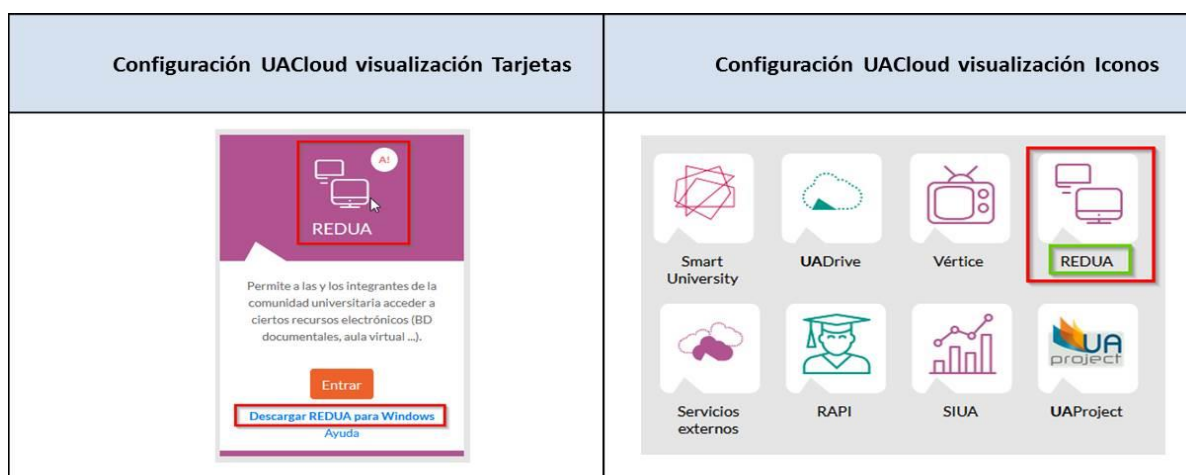 Configuración UACloud visualización Tarjetas
Configuración UACloud visualización Iconos
A!
REDUA
Permite a las y los integrantes de la
comunidad universitaria acceder a
ciertos recursos electrónicos (BD
documentales, aula virtual ...).
Entrar
Descargar REDUA para Windows
Ayuda
Smart
University
UADrive
Vértice
REDUA
Servicios
externos
RAPI
SIUA
UA
project
UAProject